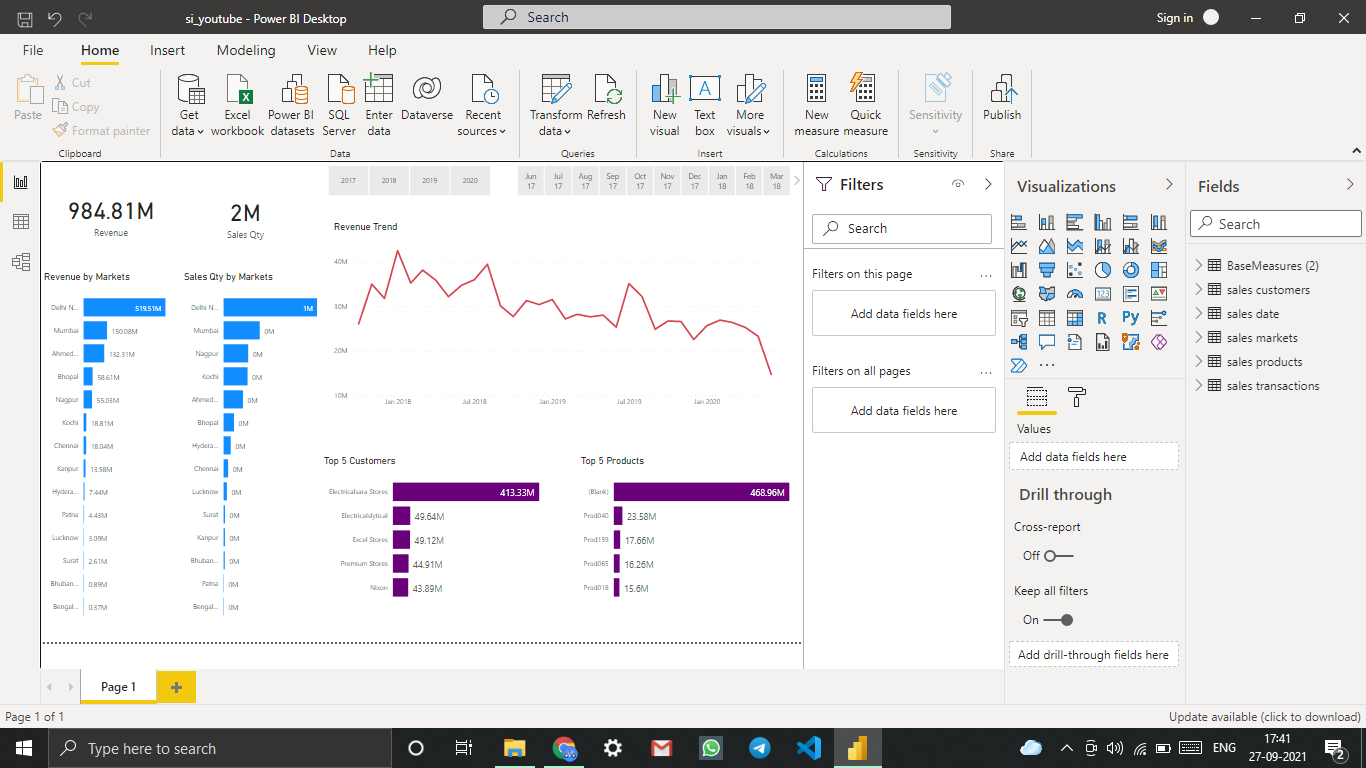 si_youtube - Power BI Desktop
Search
Sign in
File Home Insert Modeling View Help
Paste
Cut
Copy
Format painter
Clipboard
Get data
Excel workbook
Power BI datasets
SQL Server
Enter data
Dataverse
Recent sources
Data
Transform data
Refresh
Queries
New visual
Text box
More visuals
Insert
New measure
Quick measure
Calculations
Sensitivity
Sensitivity
Publish
Share
2017 2018 2019 2020
Jun 17 Jul 17 Aug 17 Sep 17 Oct 17 Nov 17 Dec 17 Jan 18 Feb 18 Mar 18
984.81M
Revenue
2M
Sales Qty
Revenue Trend
40M
30M
20M
10M
Jan 2018 Jul 2018 Jan 2019 Jul 2019 Jan 2020
Revenue by Markets
Delhi N... 519.51M
Mumbai 150.08M
Ahmed... 132.31M
Bhopal 58.61M
Nagpur 55.03M
Kochi 18.81M
Chennai 18.04M
Kanpur 13.58M
Hydera... 7.44M
Patna 4.43M
Lucknow 3.09M
Surat 2.61M
Bhuban... 0.89M
Bengal... 0.37M
Sales Qty by Markets
Delhi N... 1M
Mumbai 0M
Nagpur 0M
Kochi 0M
Ahmed... 0M
Bhopal 0M
Hydera... 0M
Chennai 0M
Lucknow 0M
Surat 0M
Kanpur 0M
Bhuban... 0M
Patna 0M
Bengal... 0M
Top 5 Customers
Electricalsara Stores 413.33M
Electricalslytical 49.64M
Excel Stores 49.12M
Premium Stores 44.91M
Nixon 43.89M
Top 5 Products
(Blank) 468.96M
Prod040 23.58M
Prod159 17.66M
Prod065 16.26M
Prod018 15.6M
Filters
Search
Filters on this page ...
Add data fields here
Filters on all pages ...
Add data fields here
Visualizations
123
R Py
...
Values
Add data fields here
Drill through
Cross-report
Off
Keep all filters
On
Add drill-through fields here
Fields
Search
BaseMeasures (2)
sales customers
sales date
sales markets
sales products
sales transactions
Page 1
+
Page 1 of 1
Update available (click to download)
Type here to search
ENG
17:41
27-09-2021
2